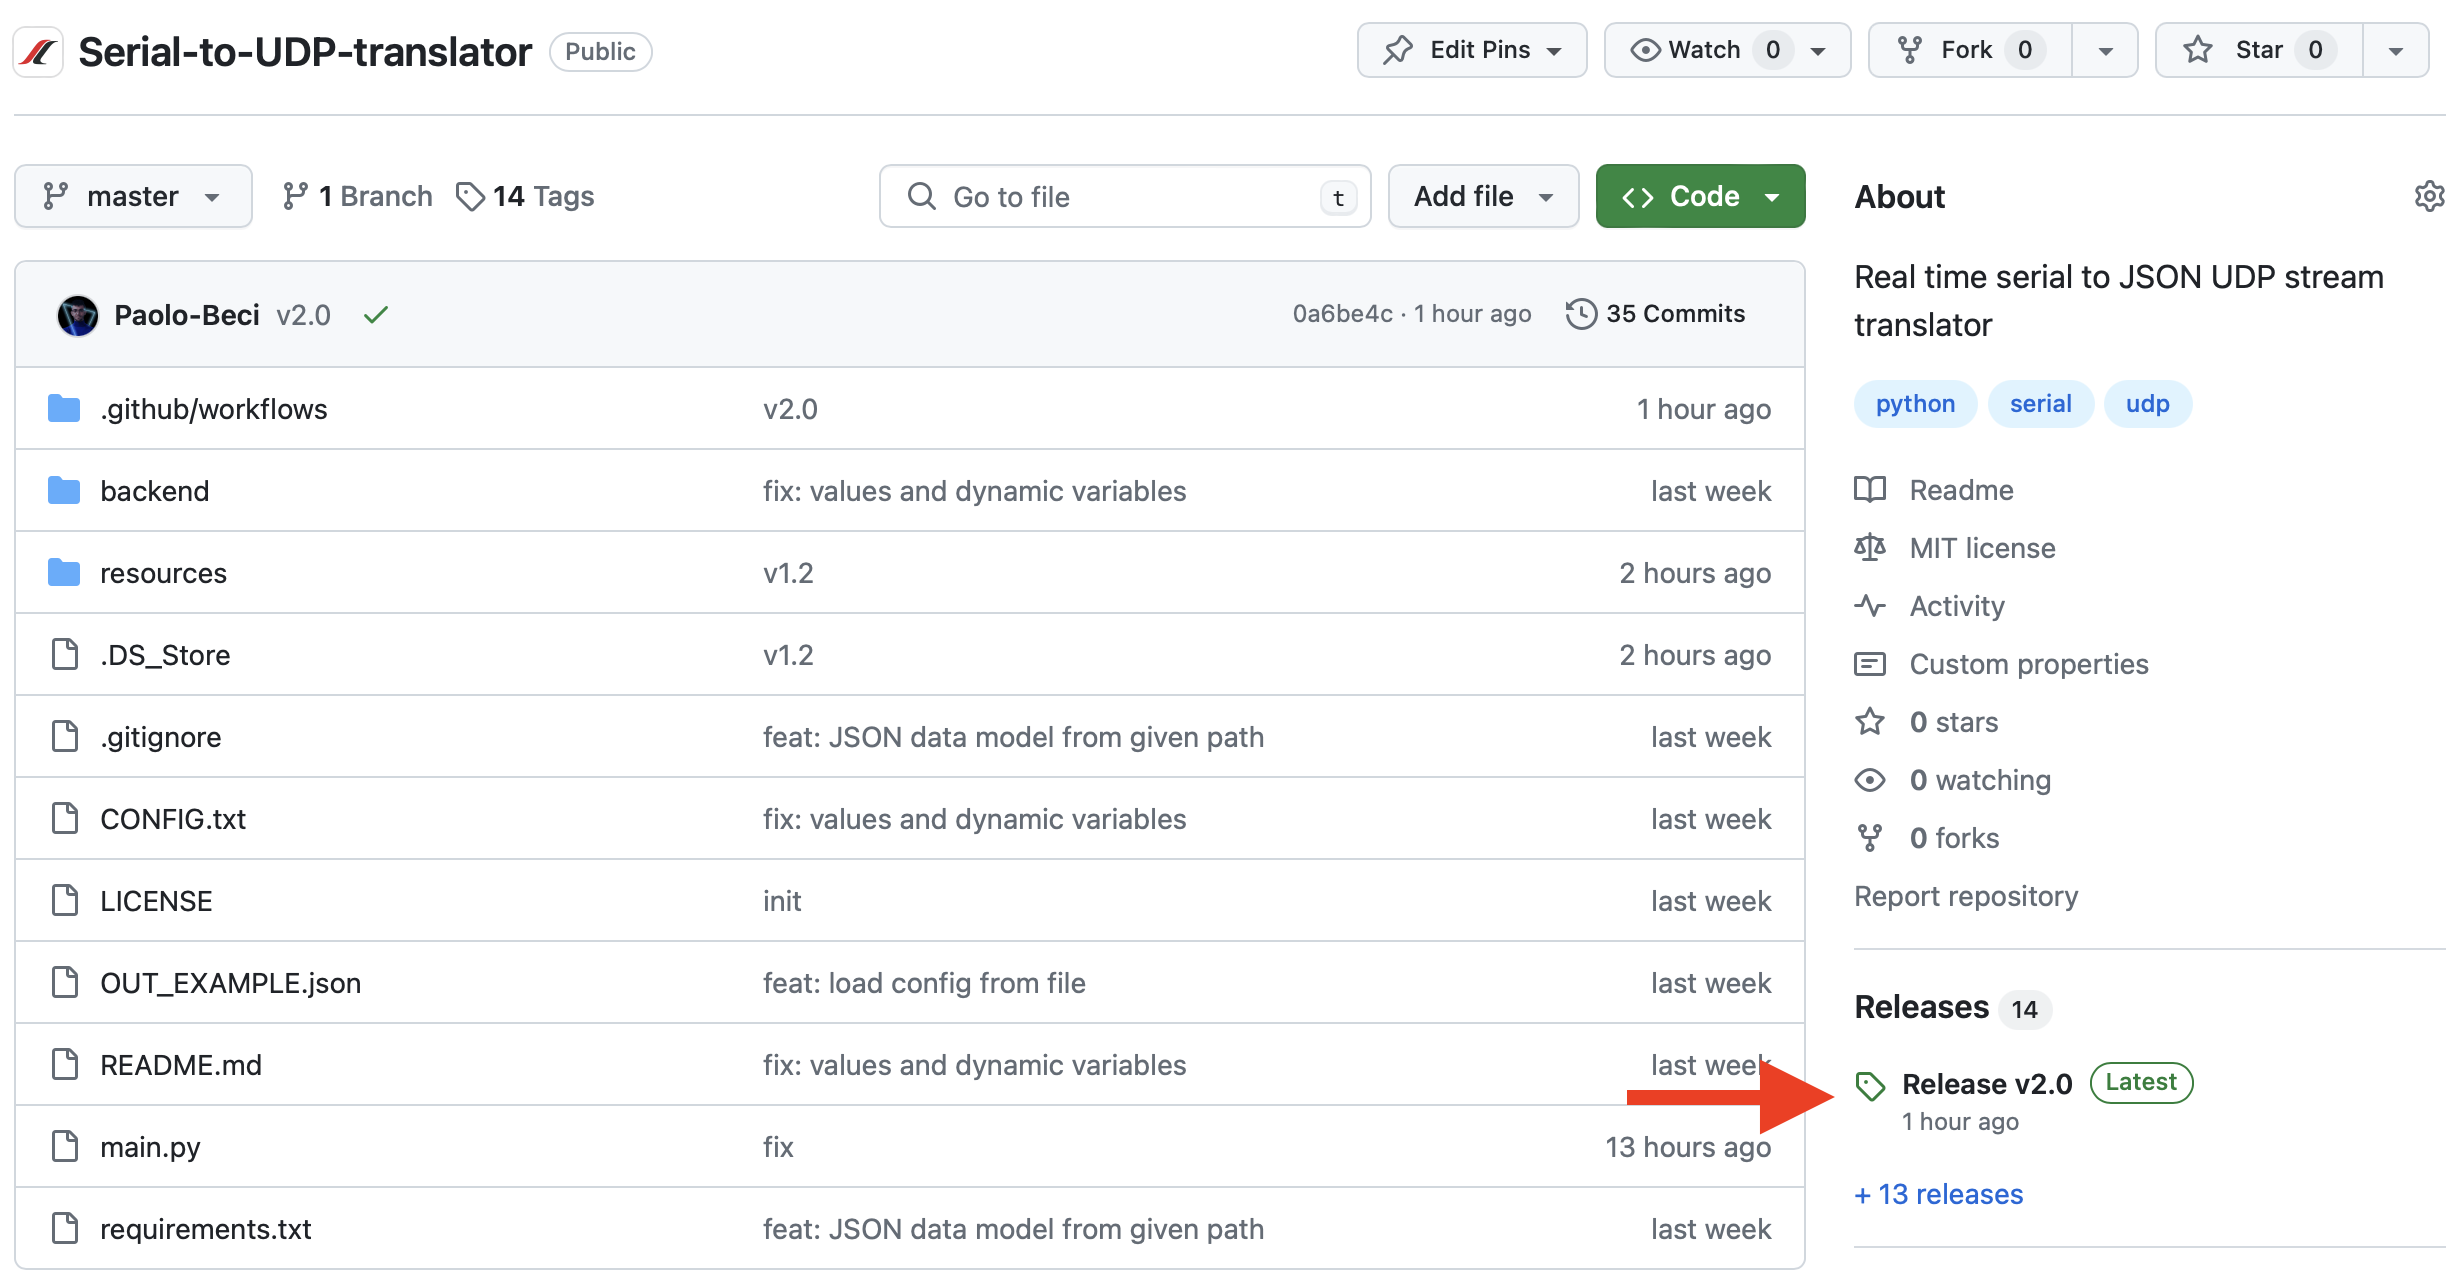 Serial-to-UDP-translator Public Edit Pins Watch 0 Fork 0 Star 0
master 1 Branch 14 Tags Go to file t Add file <> Code
Paolo-Beci v2.0 0a6be4c · 1 hour ago 35 Commits
.github/workflows v2.0 1 hour ago
backend fix: values and dynamic variables last week
resources v1.2 2 hours ago
.DS_Store v1.2 2 hours ago
.gitignore feat: JSON data model from given path last week
CONFIG.txt fix: values and dynamic variables last week
LICENSE init last week
OUT_EXAMPLE.json feat: load config from file last week
README.md fix: values and dynamic variables last week
main.py fix 13 hours ago
requirements.txt feat: JSON data model from given path last week
About
Real time serial to JSON UDP stream
translator
python serial udp
Readme
MIT license
Activity
Custom properties
0 stars
0 watching
0 forks
Report repository
Releases 14
Release v2.0 Latest
1 hour ago
+ 13 releases